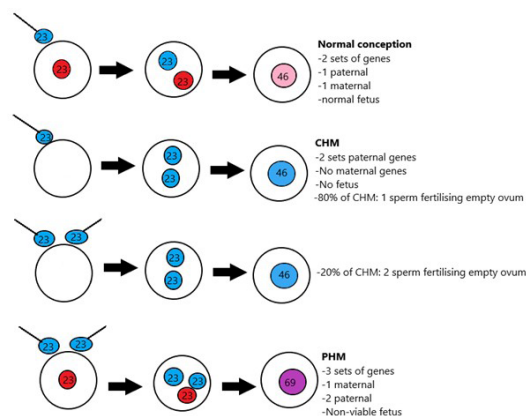 23
23
23
23
46
Normal conception
-2 sets of genes
-1 paternal
-1 maternal
-normal fetus
23
23
23
46
CHM
-2 sets paternal genes
-No maternal genes
-No fetus
-80% of CHM: 1 sperm fertilising empty ovum
23
23
23
23
46
-20% of CHM: 2 sperm fertilising empty ovum
23
23
23
23
23
23
69
PHM
-3 sets of genes
-1 maternal
-2 paternal
-Non-viable fetus